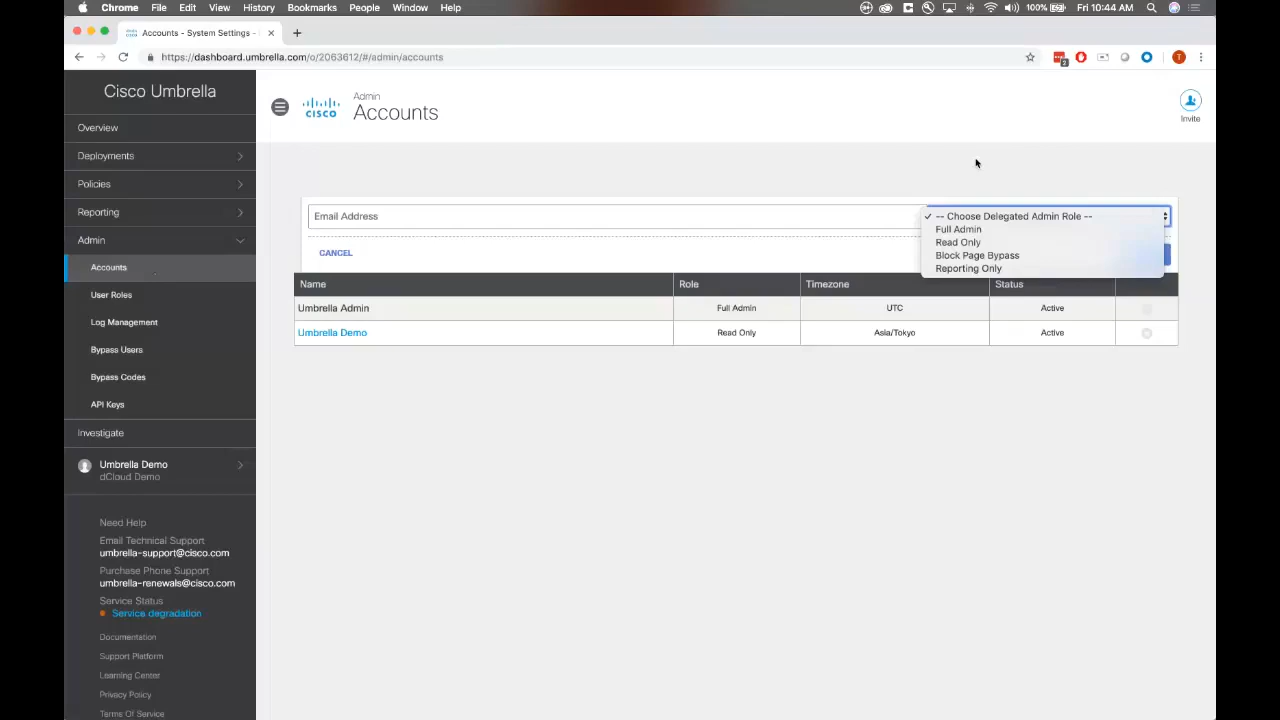 Chrome File Edit View History Bookmarks People Window Help 100% Fri 10:44 AM
Accounts - System Settings -
https://dashboard.umbrella.com/o/2063612/#/admin/accounts
T
Cisco Umbrella
Overview
Deployments
Policies
Reporting
Admin
Accounts
User Roles
Log Management
Bypass Users
Bypass Codes
API Keys
Investigate
Umbrella Demo
dCloud Demo
Need Help
Email Technical Support
umbrella-support@cisco.com
Purchase Phone Support
umbrella-renewals@cisco.com
Service Status
Service degradation
Documentation
Support Platform
Learning Center
Privacy Policy
Terms Of Service
CISCO
Admin
Accounts
Invite
Email Address
✓ -- Choose Delegated Admin Role --
Full Admin
Read Only
Block Page Bypass
Reporting Only
CANCEL
Name Role Timezone Status
Umbrella Admin Full Admin UTC Active
Umbrella Demo Read Only Asia/Tokyo Active